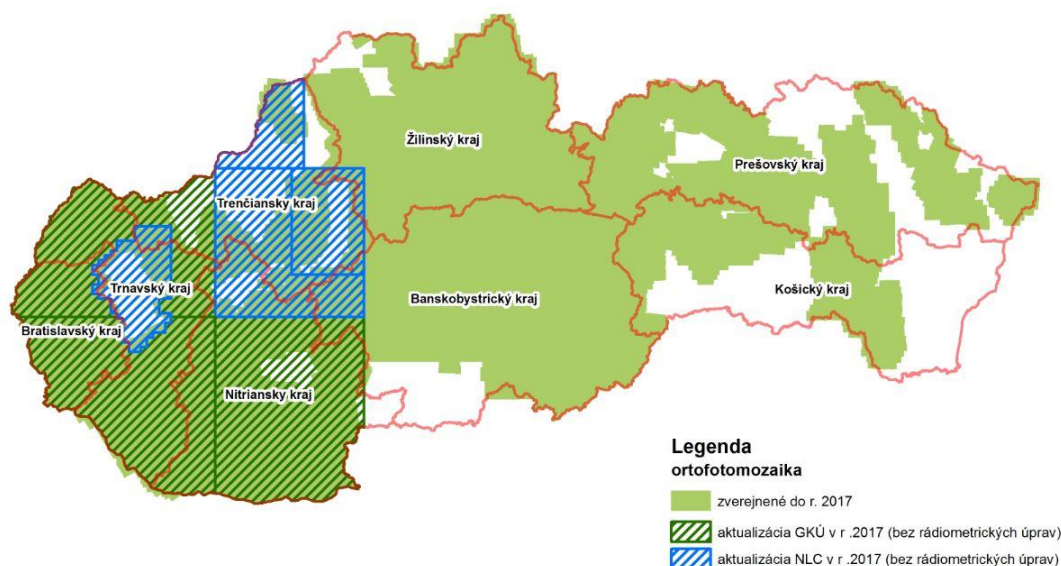 Žilinský kraj
Prešovský kraj
Trenčiansky kraj
Trnavský kraj
Košický kraj
Banskobystrický kraj
Bratislavský kraj
Nitriansky kraj
Legenda
ortofotomozaika
zverejnené do r. 2017
aktualizácia GKÚ v r .2017 (bez rádiometrických úprav)
aktualizácia NLC v r .2017 (bez rádiometrických úprav)